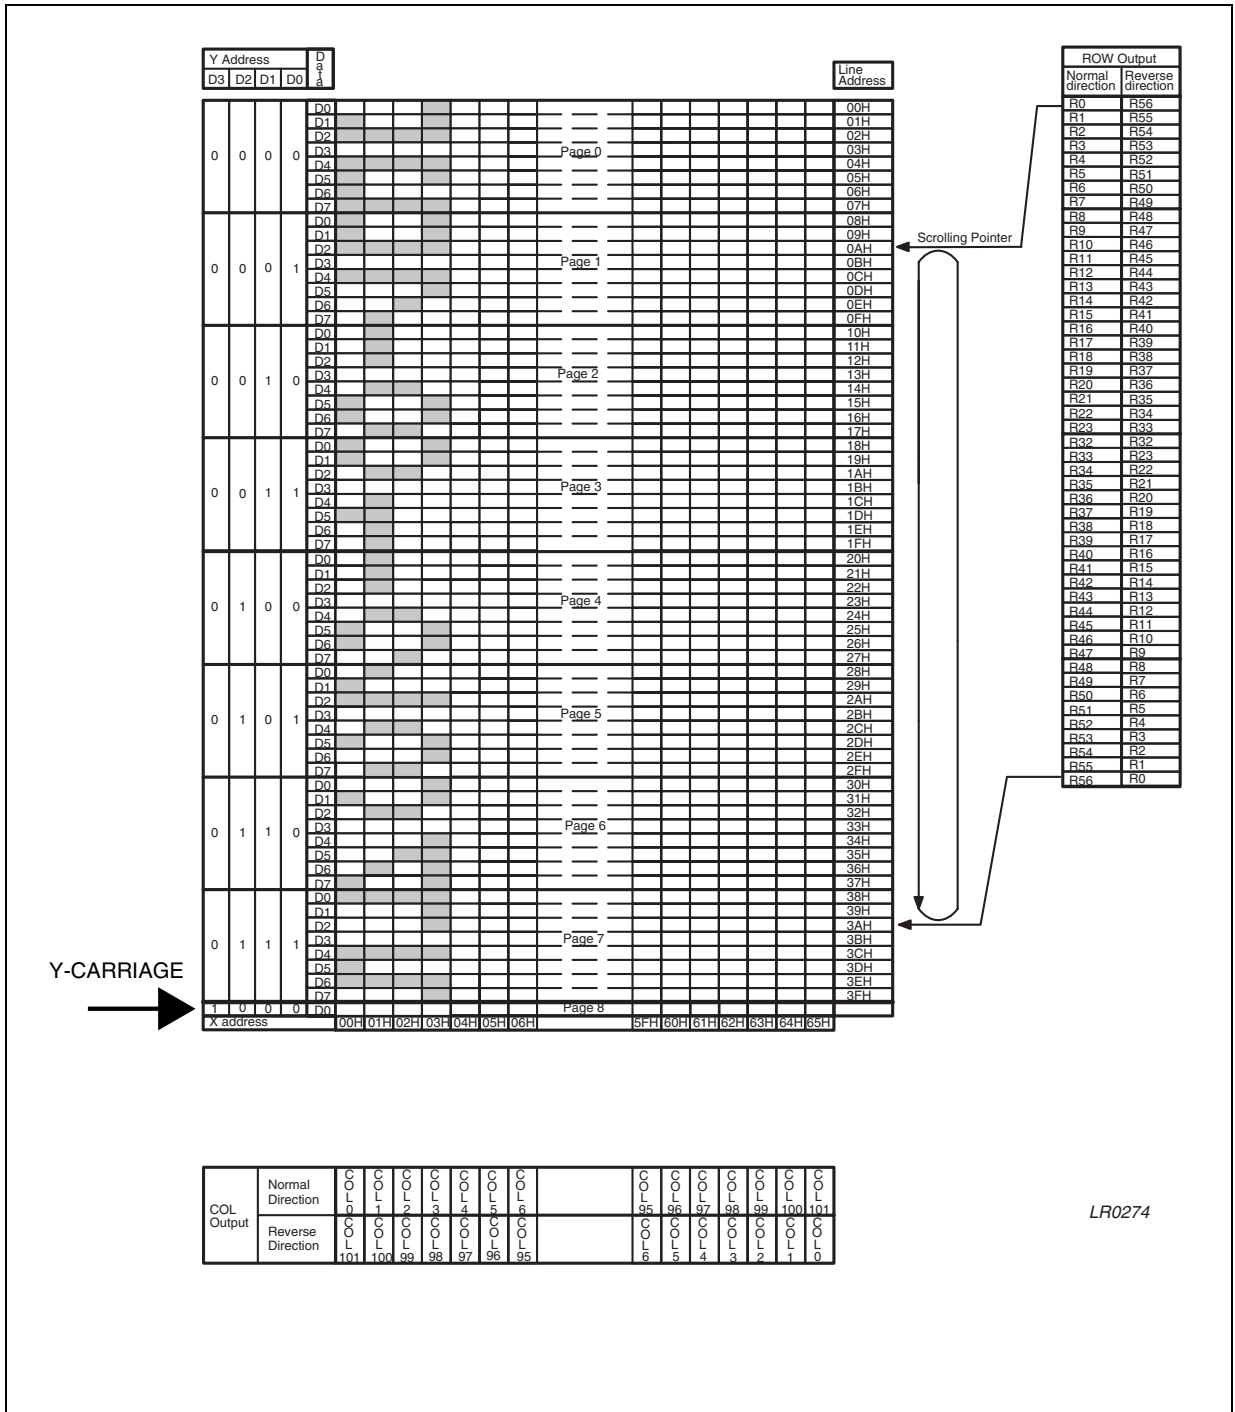 Y Address
D3 D2 D1 D0
Data
Line Address
ROW Output
Normal direction
Reverse direction
0 0 0 0
D0 00H
D1 01H
D2 02H
D3 Page 0 03H
D4 04H
D5 05H
D6 06H
D7 07H
0 0 0 1
D0 08H
D1 09H
D2 0AH
D3 Page 1 0BH
D4 0CH
D5 0DH
D6 0EH
D7 0FH
0 0 1 0
D0 10H
D1 11H
D2 12H
D3 Page 2 13H
D4 14H
D5 15H
D6 16H
D7 17H
0 0 1 1
D0 18H
D1 19H
D2 1AH
D3 Page 3 1BH
D4 1CH
D5 1DH
D6 1EH
D7 1FH
0 1 0 0
D0 20H
D1 21H
D2 22H
D3 Page 4 23H
D4 24H
D5 25H
D6 26H
D7 27H
0 1 0 1
D0 28H
D1 29H
D2 2AH
D3 Page 5 2BH
D4 2CH
D5 2DH
D6 2EH
D7 2FH
0 1 1 0
D0 30H
D1 31H
D2 32H
D3 Page 6 33H
D4 34H
D5 35H
D6 36H
D7 37H
0 1 1 1
D0 38H
D1 39H
D2 3AH
D3 Page 7 3BH
D4 3CH
D5 3DH
D6 3EH
D7 3FH
Y-CARRIAGE
1 0 0 0 D0 Page 8
X address 00H 01H 02H 03H 04H 05H 06H 5FH 60H 61H 62H 63H 64H 65H
Scrolling Pointer
R0 R56
R1 R55
R2 R54
R3 R53
R4 R52
R5 R51
R6 R50
R7 R49
R8 R48
R9 R47
R10 R46
R11 R45
R12 R44
R13 R43
R14 R42
R15 R41
R16 R40
R17 R39
R18 R38
R19 R37
R20 R36
R21 R35
R22 R34
R23 R33
R32 R32
R33 R23
R34 R22
R35 R21
R36 R20
R37 R19
R38 R18
R39 R17
R40 R16
R41 R15
R42 R14
R43 R13
R44 R12
R45 R11
R46 R10
R47 R9
R48 R8
R49 R7
R50 R6
R51 R5
R52 R4
R53 R3
R54 R2
R55 R1
R56 R0
COL Output
Normal Direction
COL 0 COL 1 COL 2 COL 3 COL 4 COL 5 COL 6 COL 95 COL 96 COL 97 COL 98 COL 99 COL 100 COL 101
Reverse Direction
COL 101 COL 100 COL 99 COL 98 COL 97 COL 96 COL 95 COL 6 COL 5 COL 4 COL 3 COL 2 COL 1 COL 0
LR0274